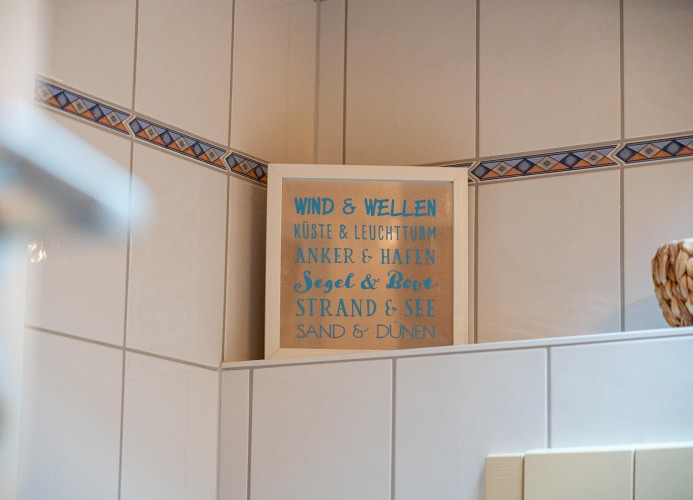 WIND & WELLEN
KÜSTE & LEUCHTTURM
ANKER & HAFEN
Segel & Boot
STRAND & SEE
SAND & DÜNEN